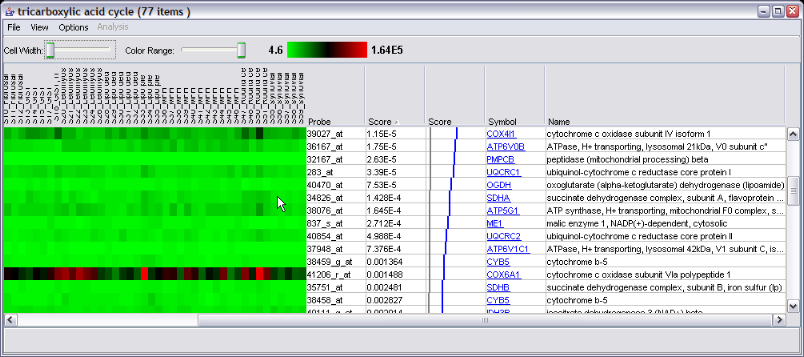 tricarboxylic acid cycle (77 items )
File View Options Analysis
Cell Width: Color Range: 4.6 1.64E5
Probe Score Score Symbol Name
39027_at 1.15E-5 COX4I1 cytochrome c oxidase subunit IV isoform 1
36167_at 1.75E-5 ATP6V0B ATPase, H+ transporting, lysosomal 21kDa, V0 subunit c''
32167_at 2.63E-5 PMPCB peptidase (mitochondrial processing) beta
283_at 3.39E-5 UQCRC1 ubiquinol-cytochrome c reductase core protein I
40470_at 7.53E-5 OGDH oxoglutarate (alpha-ketoglutarate) dehydrogenase (lipoamide)
34826_at 1.428E-4 SDHA succinate dehydrogenase complex, subunit A, flavoprotein ...
38076_at 1.645E-4 ATP5G1 ATP synthase, H+ transporting, mitochondrial F0 complex, s...
837_s_at 2.712E-4 ME1 malic enzyme 1, NADP(+)-dependent, cytosolic
40854_at 4.988E-4 UQCRC2 ubiquinol-cytochrome c reductase core protein II
37948_at 7.376E-4 ATP6V1C1 ATPase, H+ transporting, lysosomal 42kDa, V1 subunit C, is...
38459_g_at 0.001364 CYB5 cytochrome b-5
41206_r_at 0.001488 COX6A1 cytochrome c oxidase subunit VIa polypeptide 1
35751_at 0.002481 SDHB succinate dehydrogenase complex, subunit B, iron sulfur (Ip)
38458_at 0.002827 CYB5 cytochrome b-5